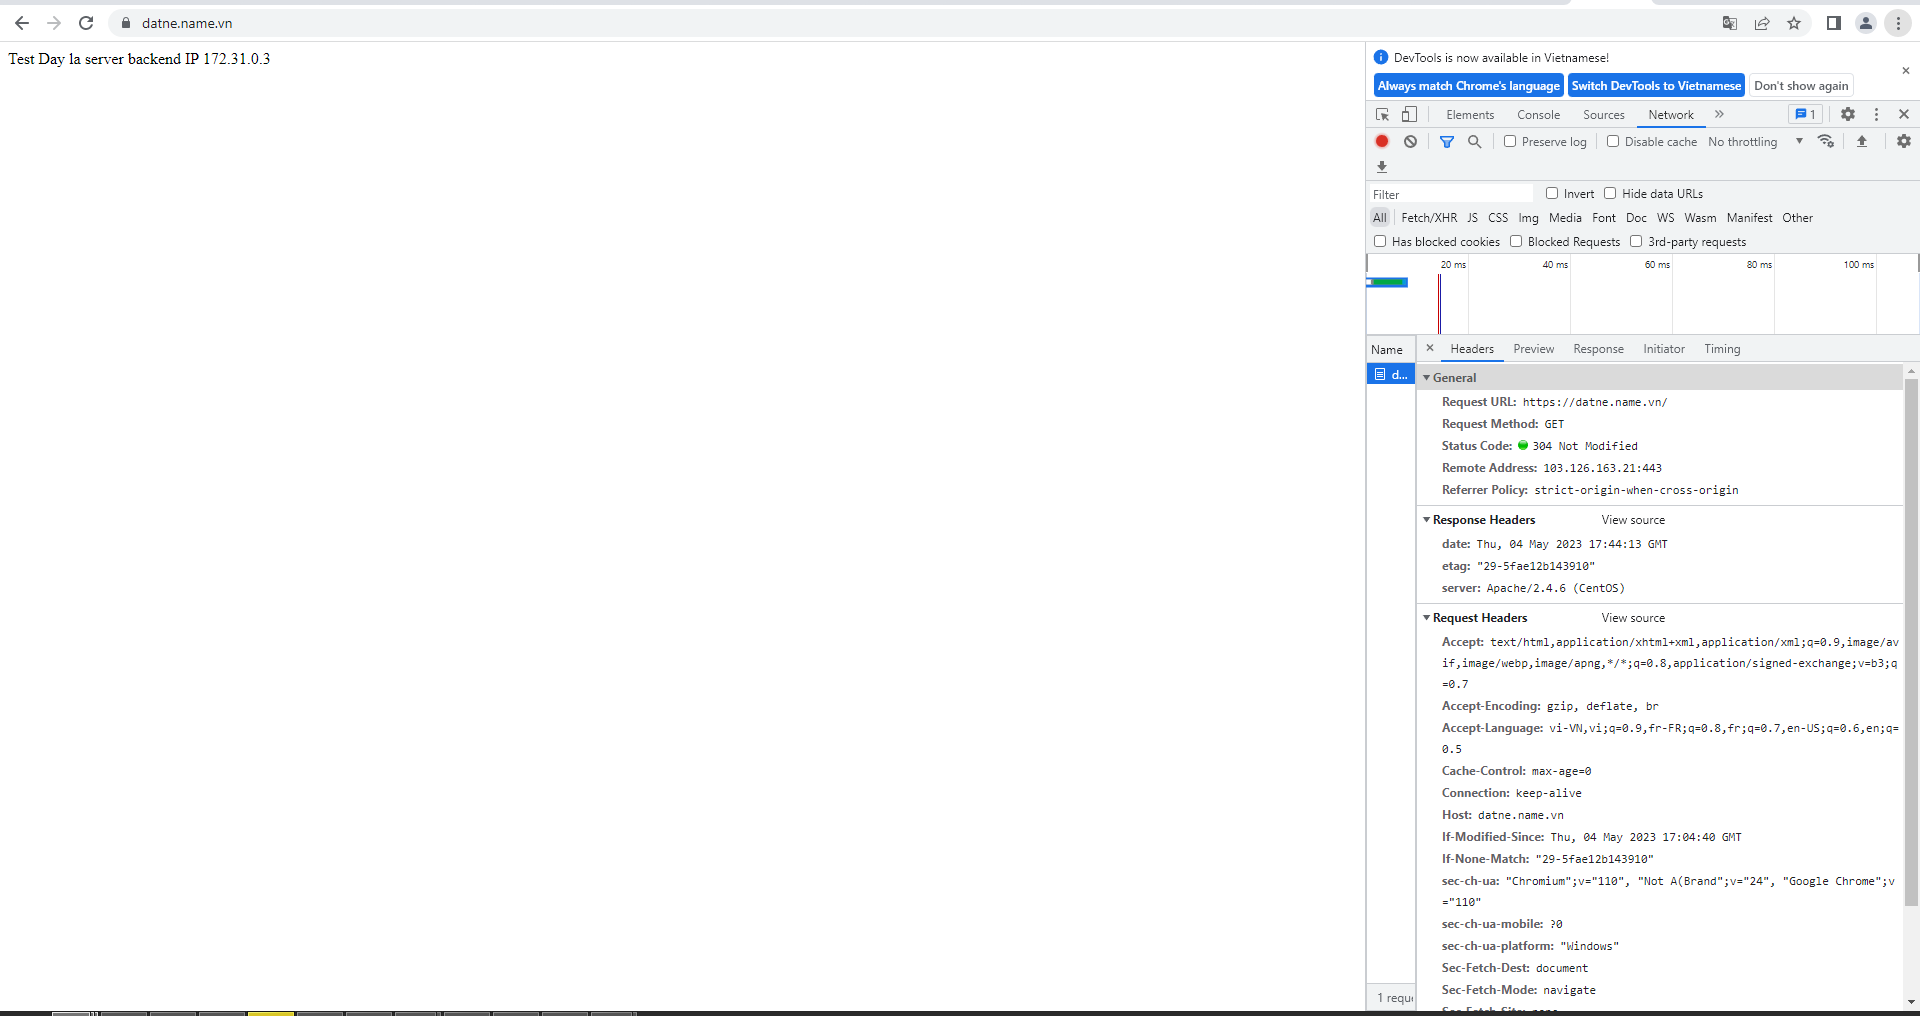 datne.name.vn
Test Day la server backend IP 172.31.0.3
DevTools is now available in Vietnamese!
Always match Chrome's language Switch DevTools to Vietnamese Don't show again
Elements Console Sources Network 1
Preserve log Disable cache No throttling
Filter Invert Hide data URLs
All Fetch/XHR JS CSS Img Media Font Doc WS Wasm Manifest Other
Has blocked cookies Blocked Requests 3rd-party requests
20 ms 40 ms 60 ms 80 ms 100 ms
Name Headers Preview Response Initiator Timing
d...
General
Request URL: https://datne.name.vn/
Request Method: GET
Status Code: 304 Not Modified
Remote Address: 103.126.163.21:443
Referrer Policy: strict-origin-when-cross-origin
Response Headers View source
date: Thu, 04 May 2023 17:44:13 GMT
etag: "29-5fae12b143910"
server: Apache/2.4.6 (CentOS)
Request Headers View source
Accept: text/html,application/xhtml+xml,application/xml;q=0.9,image/av
if,image/webp,image/apng,*/*;q=0.8,application/signed-exchange;v=b3;q
=0.7
Accept-Encoding: gzip, deflate, br
Accept-Language: vi-VN,vi;q=0.9,fr-FR;q=0.8,fr;q=0.7,en-US;q=0.6,en;q=
0.5
Cache-Control: max-age=0
Connection: keep-alive
Host: datne.name.vn
If-Modified-Since: Thu, 04 May 2023 17:04:40 GMT
If-None-Match: "29-5fae12b143910"
sec-ch-ua: "Chromium";v="110", "Not A(Brand";v="24", "Google Chrome";v
="110"
sec-ch-ua-mobile: ?0
sec-ch-ua-platform: "Windows"
Sec-Fetch-Dest: document
Sec-Fetch-Mode: navigate
1 requ